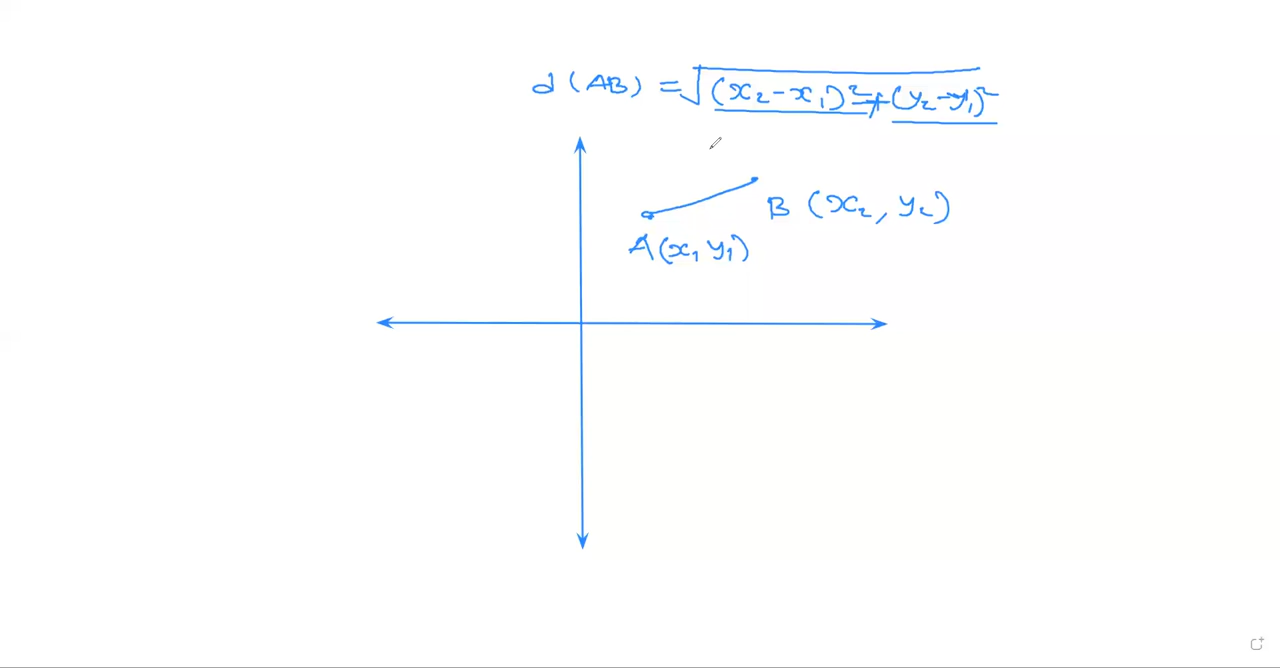 d (AB) = √(x₂ - x₁)² + (y₂ - y₁)²
B (x₂, y₂)
A (x₁ y₁)